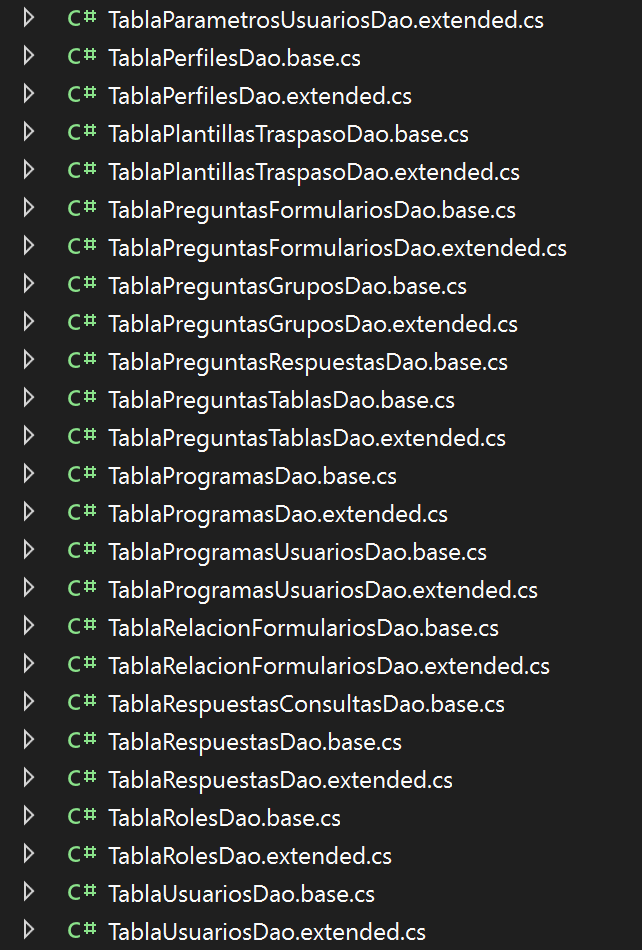 C# TablaParametrosUsuariosDao.extended.cs
C# TablaPerfilesDao.base.cs
C# TablaPerfilesDao.extended.cs
C# TablaPlantillasTraspasoDao.base.cs
C# TablaPlantillasTraspasoDao.extended.cs
C# TablaPreguntasFormulariosDao.base.cs
C# TablaPreguntasFormulariosDao.extended.cs
C# TablaPreguntasGruposDao.base.cs
C# TablaPreguntasGruposDao.extended.cs
C# TablaPreguntasRespuestasDao.base.cs
C# TablaPreguntasTablasDao.base.cs
C# TablaPreguntasTablasDao.extended.cs
C# TablaProgramasDao.base.cs
C# TablaProgramasDao.extended.cs
C# TablaProgramasUsuariosDao.base.cs
C# TablaProgramasUsuariosDao.extended.cs
C# TablaRelacionFormulariosDao.base.cs
C# TablaRelacionFormulariosDao.extended.cs
C# TablaRespuestasConsultasDao.base.cs
C# TablaRespuestasDao.base.cs
C# TablaRespuestasDao.extended.cs
C# TablaRolesDao.base.cs
C# TablaRolesDao.extended.cs
C# TablaUsuariosDao.base.cs
C# TablaUsuariosDao.extended.cs